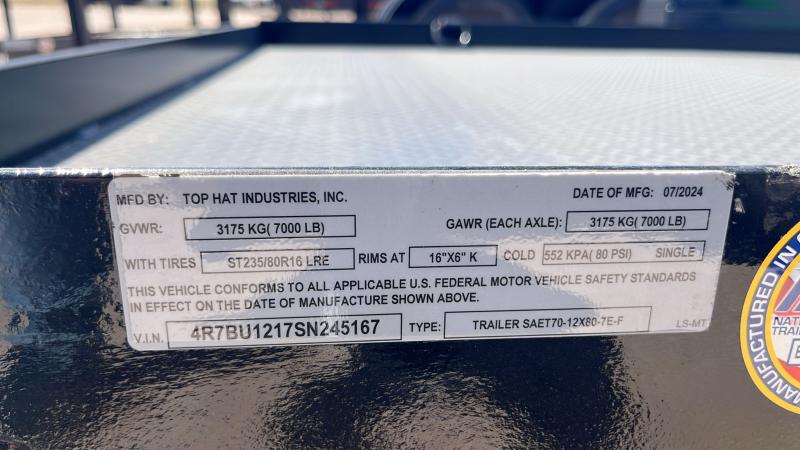 MFD BY: TOP HAT INDUSTRIES, INC. DATE OF MFG: 07/2024
GVWR: 3175 KG( 7000 LB) GAWR (EACH AXLE): 3175 KG( 7000 LB)
WITH TIRES ST235/80R16 LRE RIMS AT 16"X6" K COLD 552 KPA( 80 PSI) SINGLE
THIS VEHICLE CONFORMS TO ALL APPLICABLE U.S. FEDERAL MOTOR VEHICLE SAFETY STANDARDS
IN EFFECT ON THE DATE OF MANUFACTURE SHOWN ABOVE.
V.I.N. 4R7BU1217SN245167 TYPE: TRAILER SAET70-12X80-7E-F LS-MT
MANUFACTURED IN